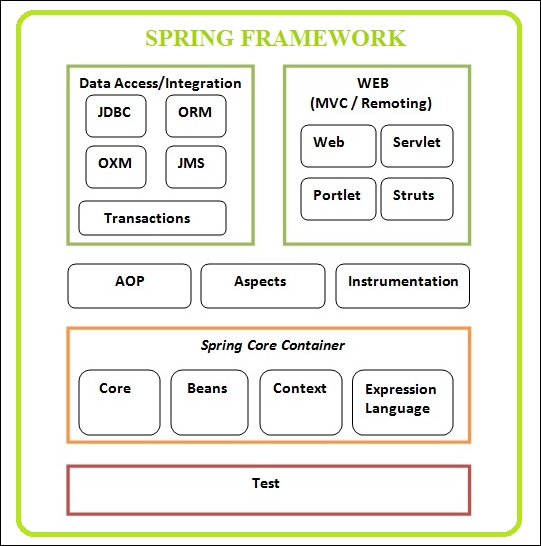 SPRING FRAMEWORK
Data Access/Integration
JDBC
ORM
OXM
JMS
Transactions
WEB
(MVC / Remoting)
Web
Servlet
Portlet
Struts
AOP
Aspects
Instrumentation
Spring Core Container
Core
Beans
Context
Expression
Language
Test